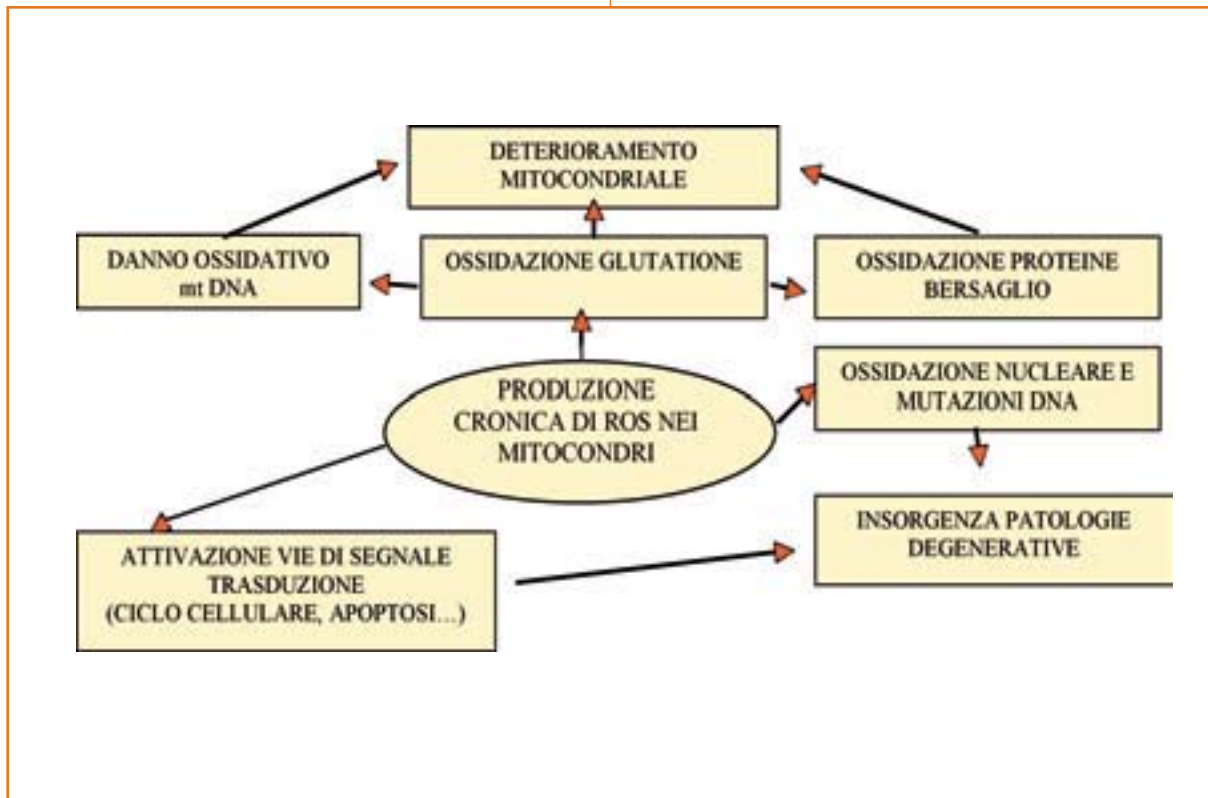 DETERIORAMENTO
MITOCONDRIALE
DANNO OSSIDATIVO
mt DNA
OSSIDAZIONE GLUTATIONE
OSSIDAZIONE PROTEINE
BERSAGLIO
PRODUZIONE
CRONICA DI ROS NEI
MITOCONDRI
OSSIDAZIONE NUCLEARE E
MUTAZIONI DNA
ATTIVAZIONE VIE DI SEGNALE
TRASDUZIONE
(CICLO CELLULARE, APOPTOSI…)
INSORGENZA PATOLOGIE
DEGENERATIVE